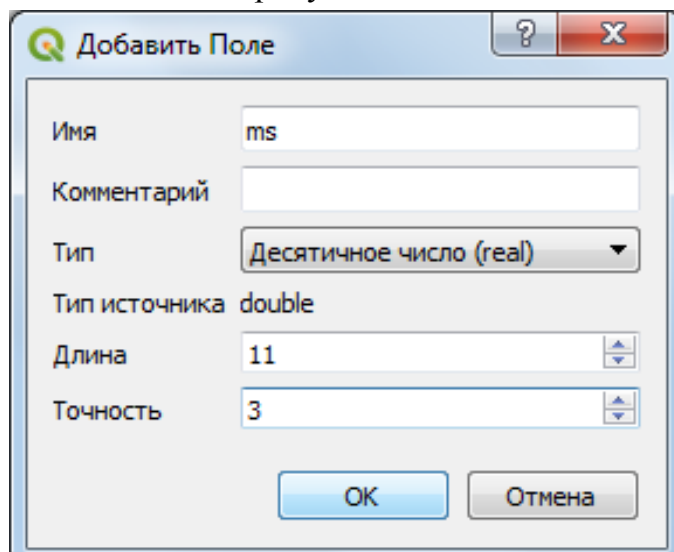 Добавить Поле
Имя ms
Комментарий
Тип Десятичное число (real)
Тип источника double
Длина 11
Точность 3
OK Отмена